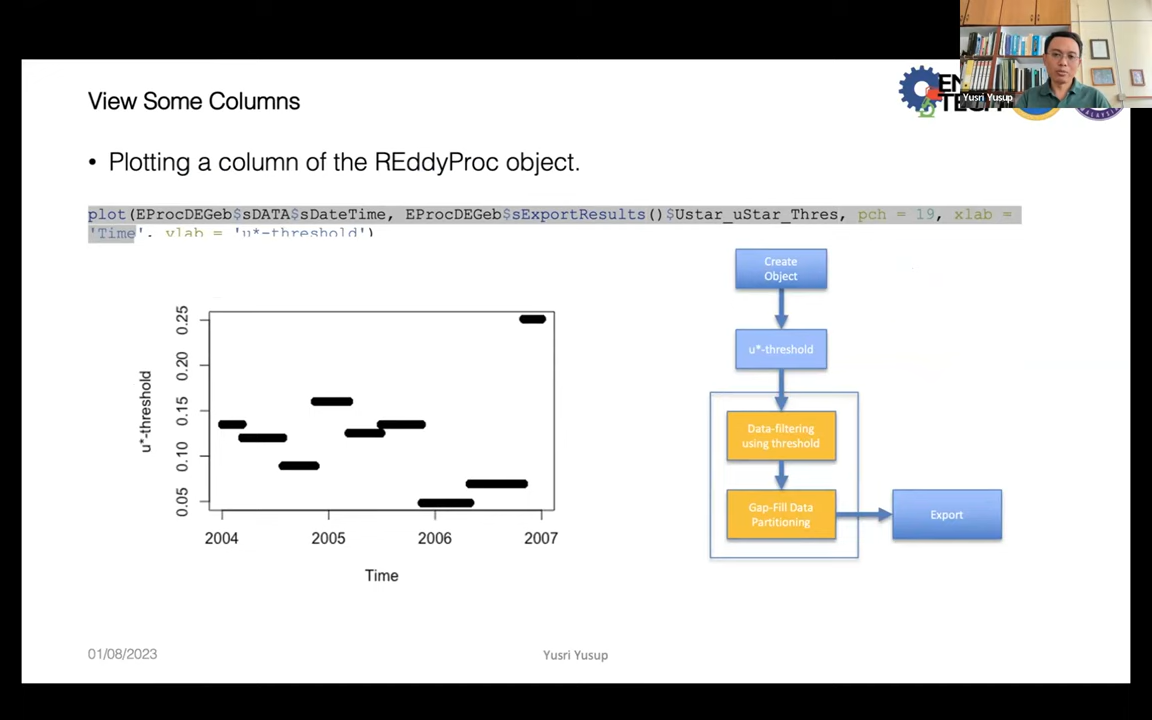 Yusri Yusup
View Some Columns
• Plotting a column of the REddyProc object.
plot(EProcDEGeb$sDATA$sDateTime, EProcDEGeb$sExportResults()$Ustar_uStar_Thres, pch = 19, xlab =
'Time', ylab = 'u*-threshold')
Create
Object
u*-threshold
Data-filtering
using threshold
Gap-Fill Data
Partitioning
Export
0.25
0.20
0.15
0.10
0.05
u*-threshold
2004 2005 2006 2007
Time
01/08/2023
Yusri Yusup